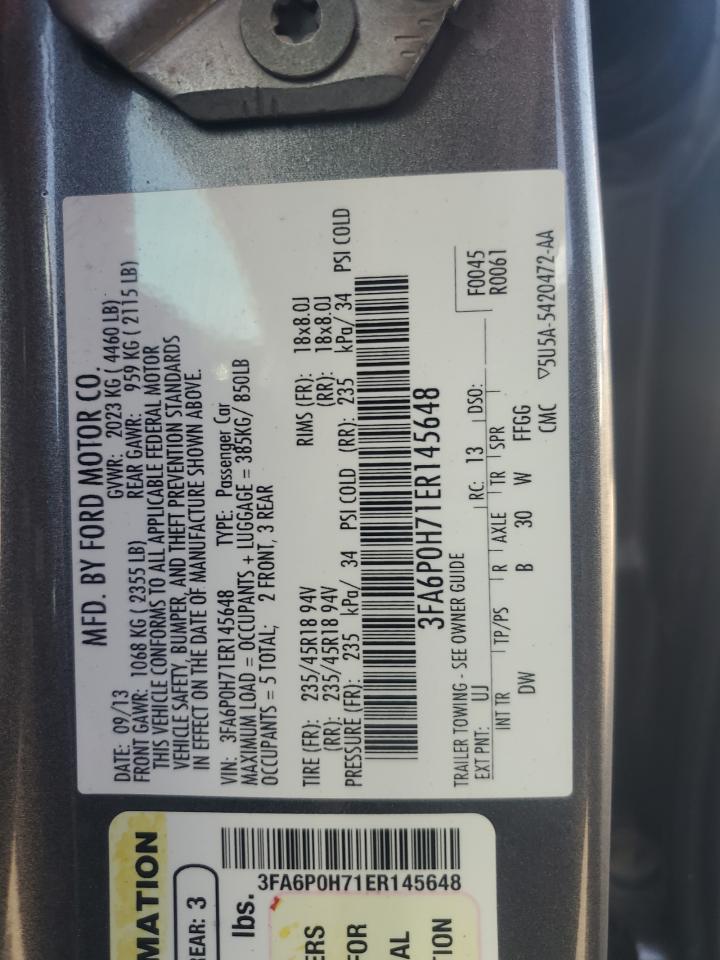 MFD. BY FORD MOTOR CO.
DATE: 09/13 GVWR: 2023 KG ( 4460 LB)
FRONT GAWR: 1068 KG ( 2355 LB) REAR GAWR: 959 KG ( 2115 LB)
THIS VEHICLE CONFORMS TO ALL APPLICABLE FEDERAL MOTOR
VEHICLE SAFETY, BUMPER, AND THEFT PREVENTION STANDARDS
IN EFFECT ON THE DATE OF MANUFACTURE SHOWN ABOVE.
VIN: 3FA6P0H71ER145648 TYPE: Passenger Car
MAXIMUM LOAD = OCCUPANTS + LUGGAGE = 385KG/ 850LB
OCCUPANTS = 5 TOTAL; 2 FRONT, 3 REAR
TIRE (FR): 235/45R18 94V RIMS (FR): 18x8.0J
(RR): 235/45R18 94V (RR): 18x8.0J
PRESSURE (FR): 235 kPa/ 34 PSI COLD (RR): 235 kPa/ 34 PSI COLD
3FA6P0H71ER145648
TRAILER TOWING - SEE OWNER GUIDE F0045
EXT PNT: UJ RC: 13 DSO: R0061
INT TR TP/PS R AXLE TR SPR
DW B 30 W FFGG
CMC ▽5U5A-5420472-AA
MATION
REAR: 3
lbs.
3FA6P0H71ER145648
ERS
FOR
AL
TION